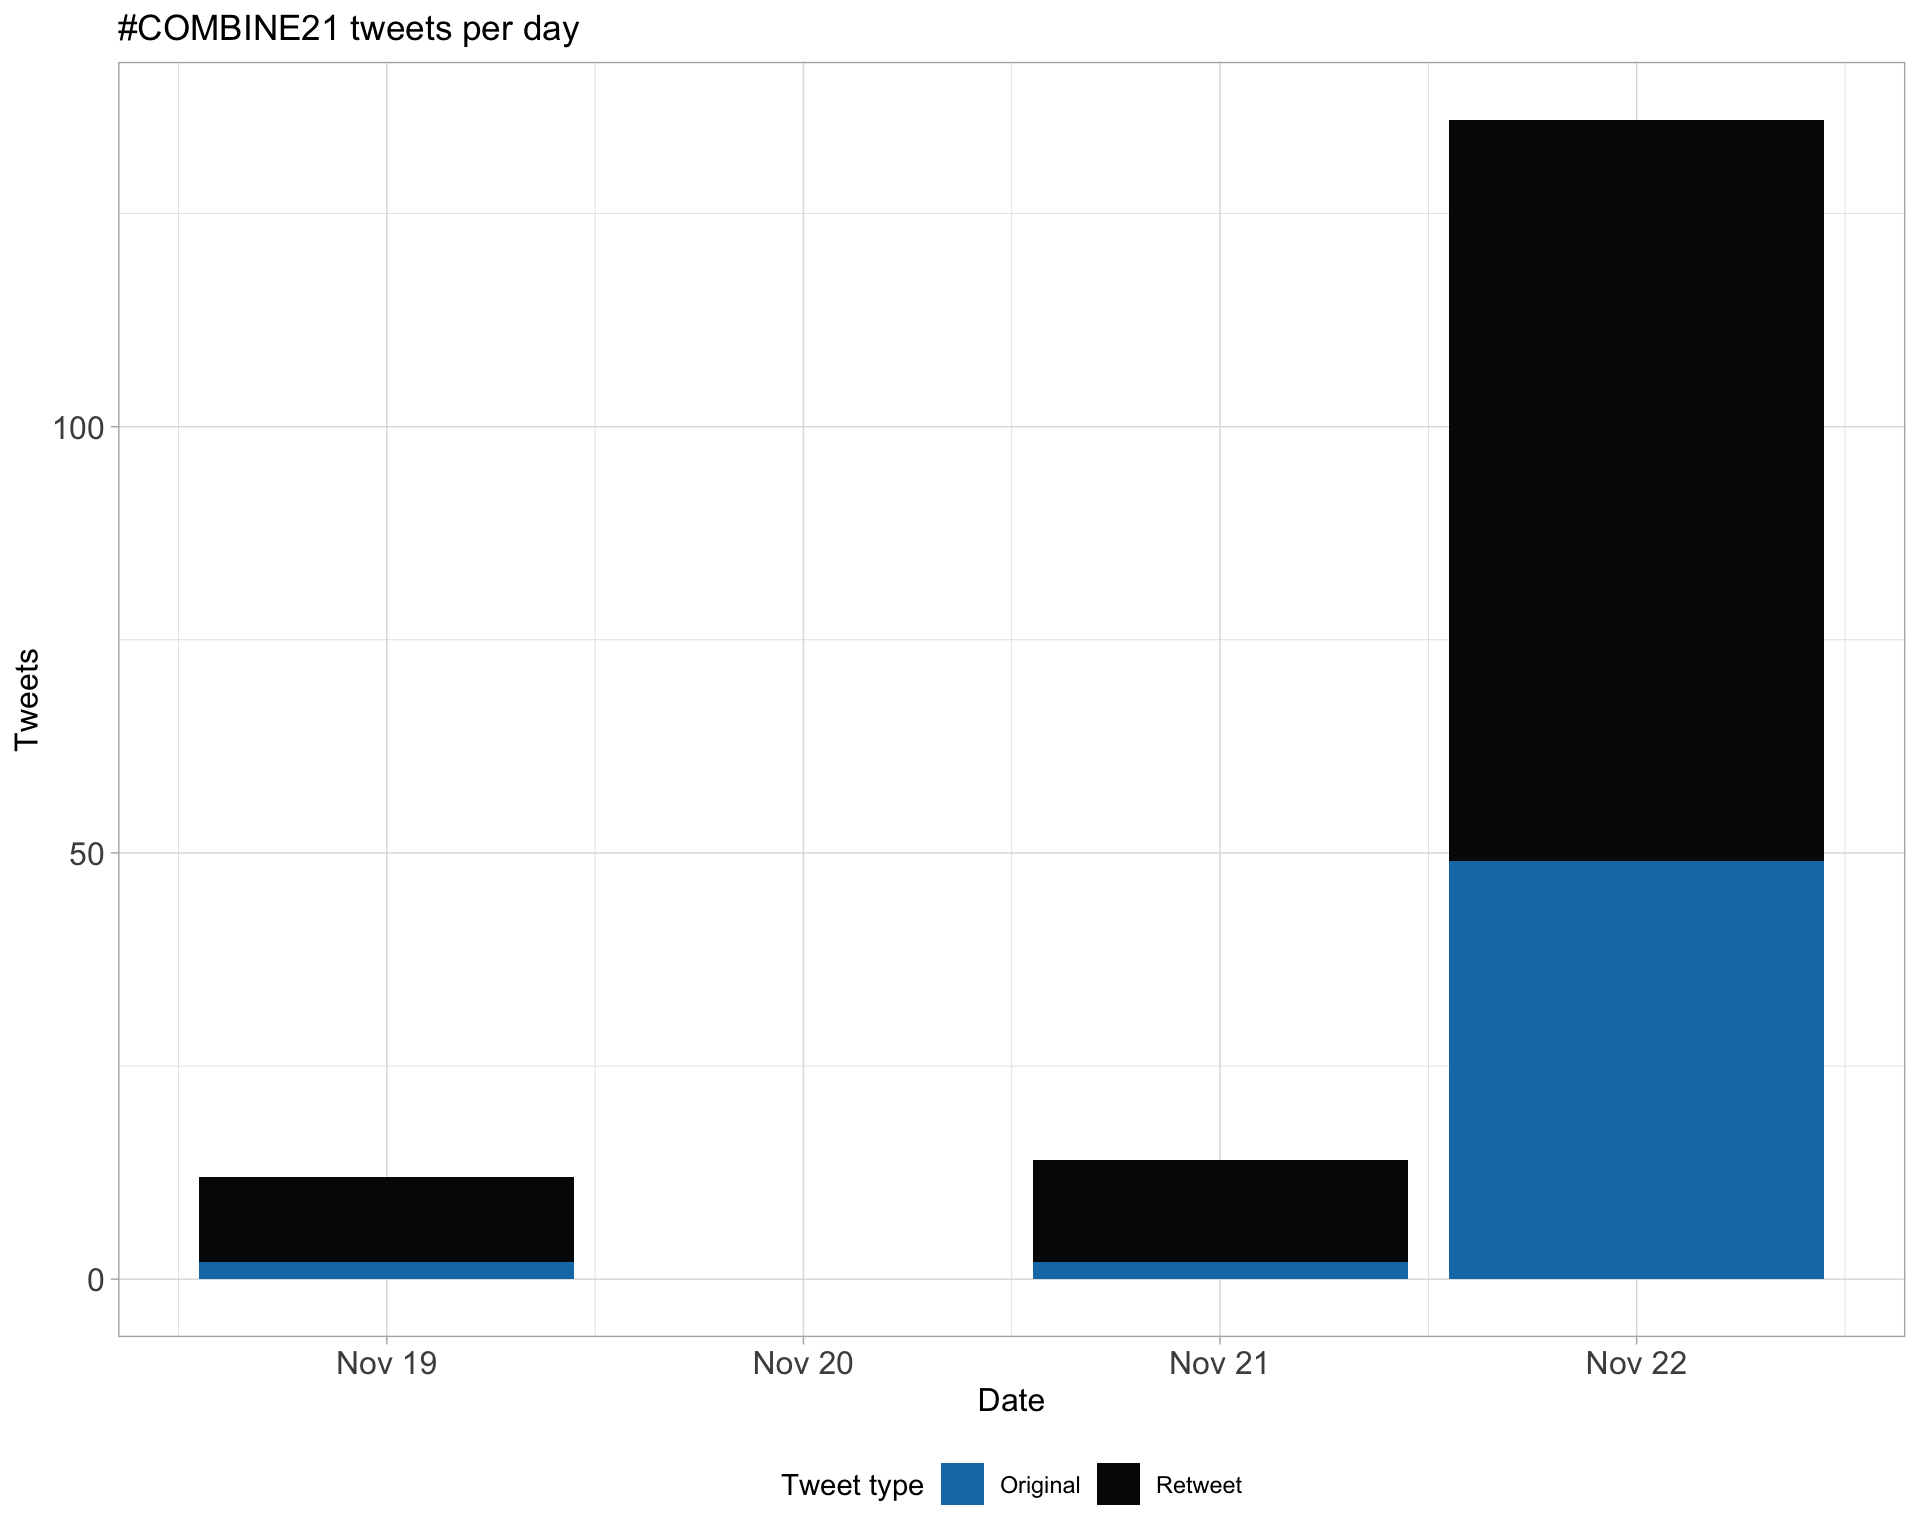 #COMBINE21 tweets per day
Tweets
100
50
0
Nov 19 Nov 20 Nov 21 Nov 22
Date
Tweet type Original Retweet